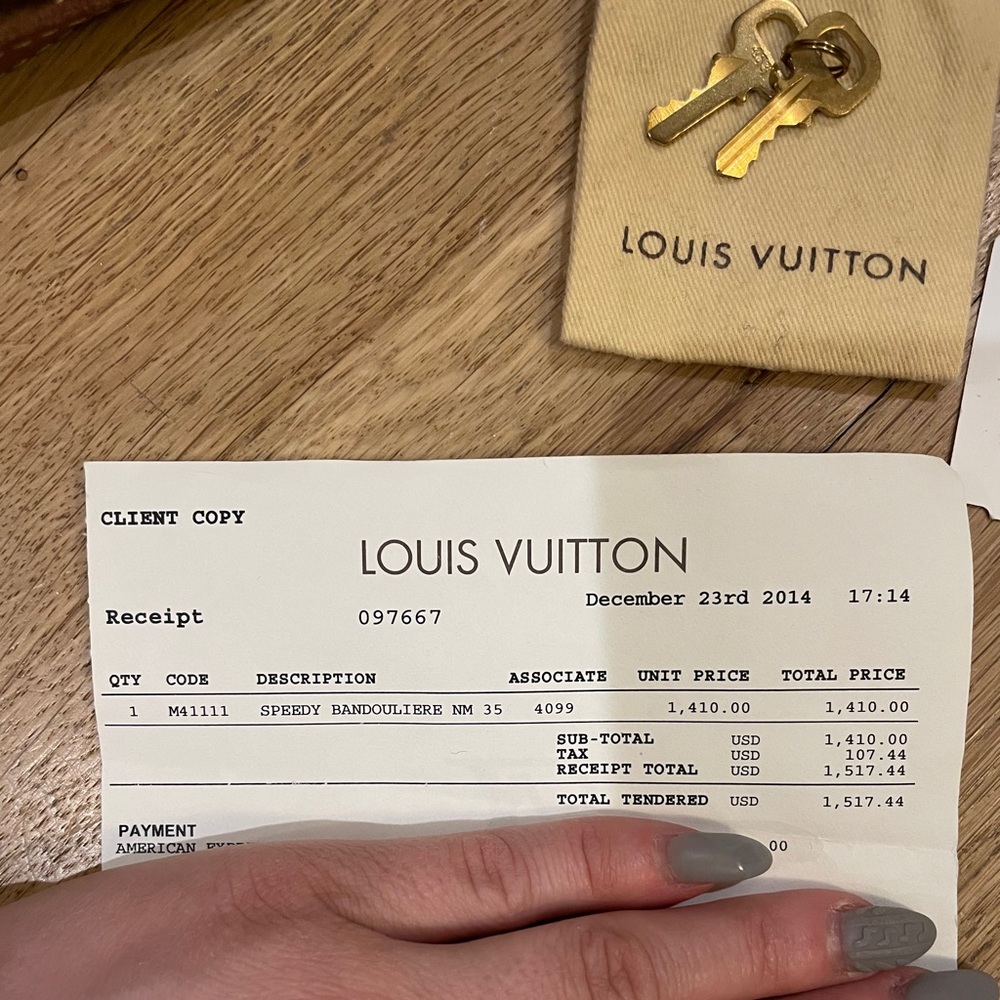 LOUIS VUITTON
CLIENT COPY
LOUIS VUITTON
December 23rd 2014 17:14
Receipt 097667
QTY CODE DESCRIPTION ASSOCIATE UNIT PRICE TOTAL PRICE
1 M41111 SPEEDY BANDOULIERE NM 35 4099 1,410.00 1,410.00
SUB-TOTAL USD 1,410.00
TAX USD 107.44
RECEIPT TOTAL USD 1,517.44
TOTAL TENDERED USD 1,517.44
PAYMENT
AMERICAN 00